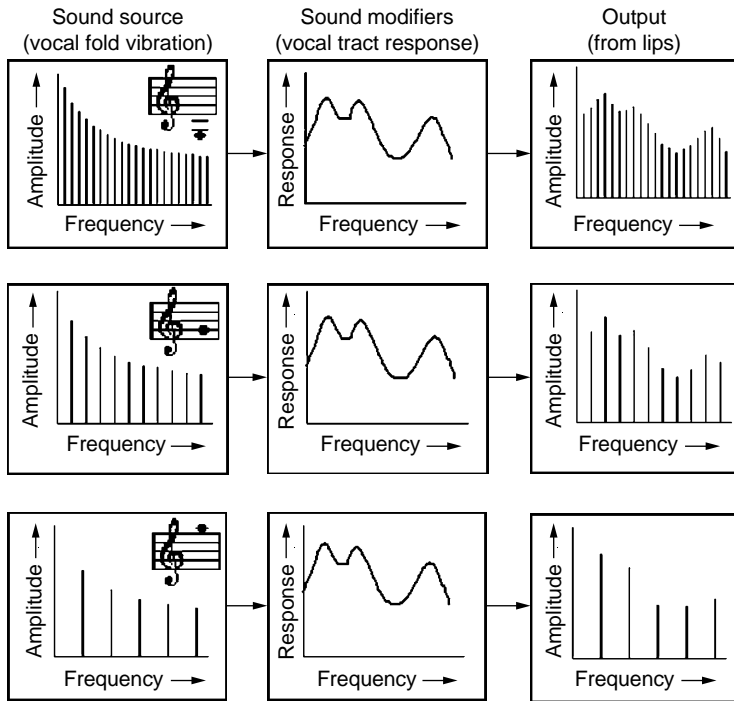 Sound source
(vocal fold vibration)
Sound modifiers
(vocal tract response)
Output
(from lips)
Amplitude
Frequency
Response
Frequency
Amplitude
Frequency
Amplitude
Frequency
Response
Frequency
Amplitude
Frequency
Amplitude
Frequency
Response
Frequency
Amplitude
Frequency